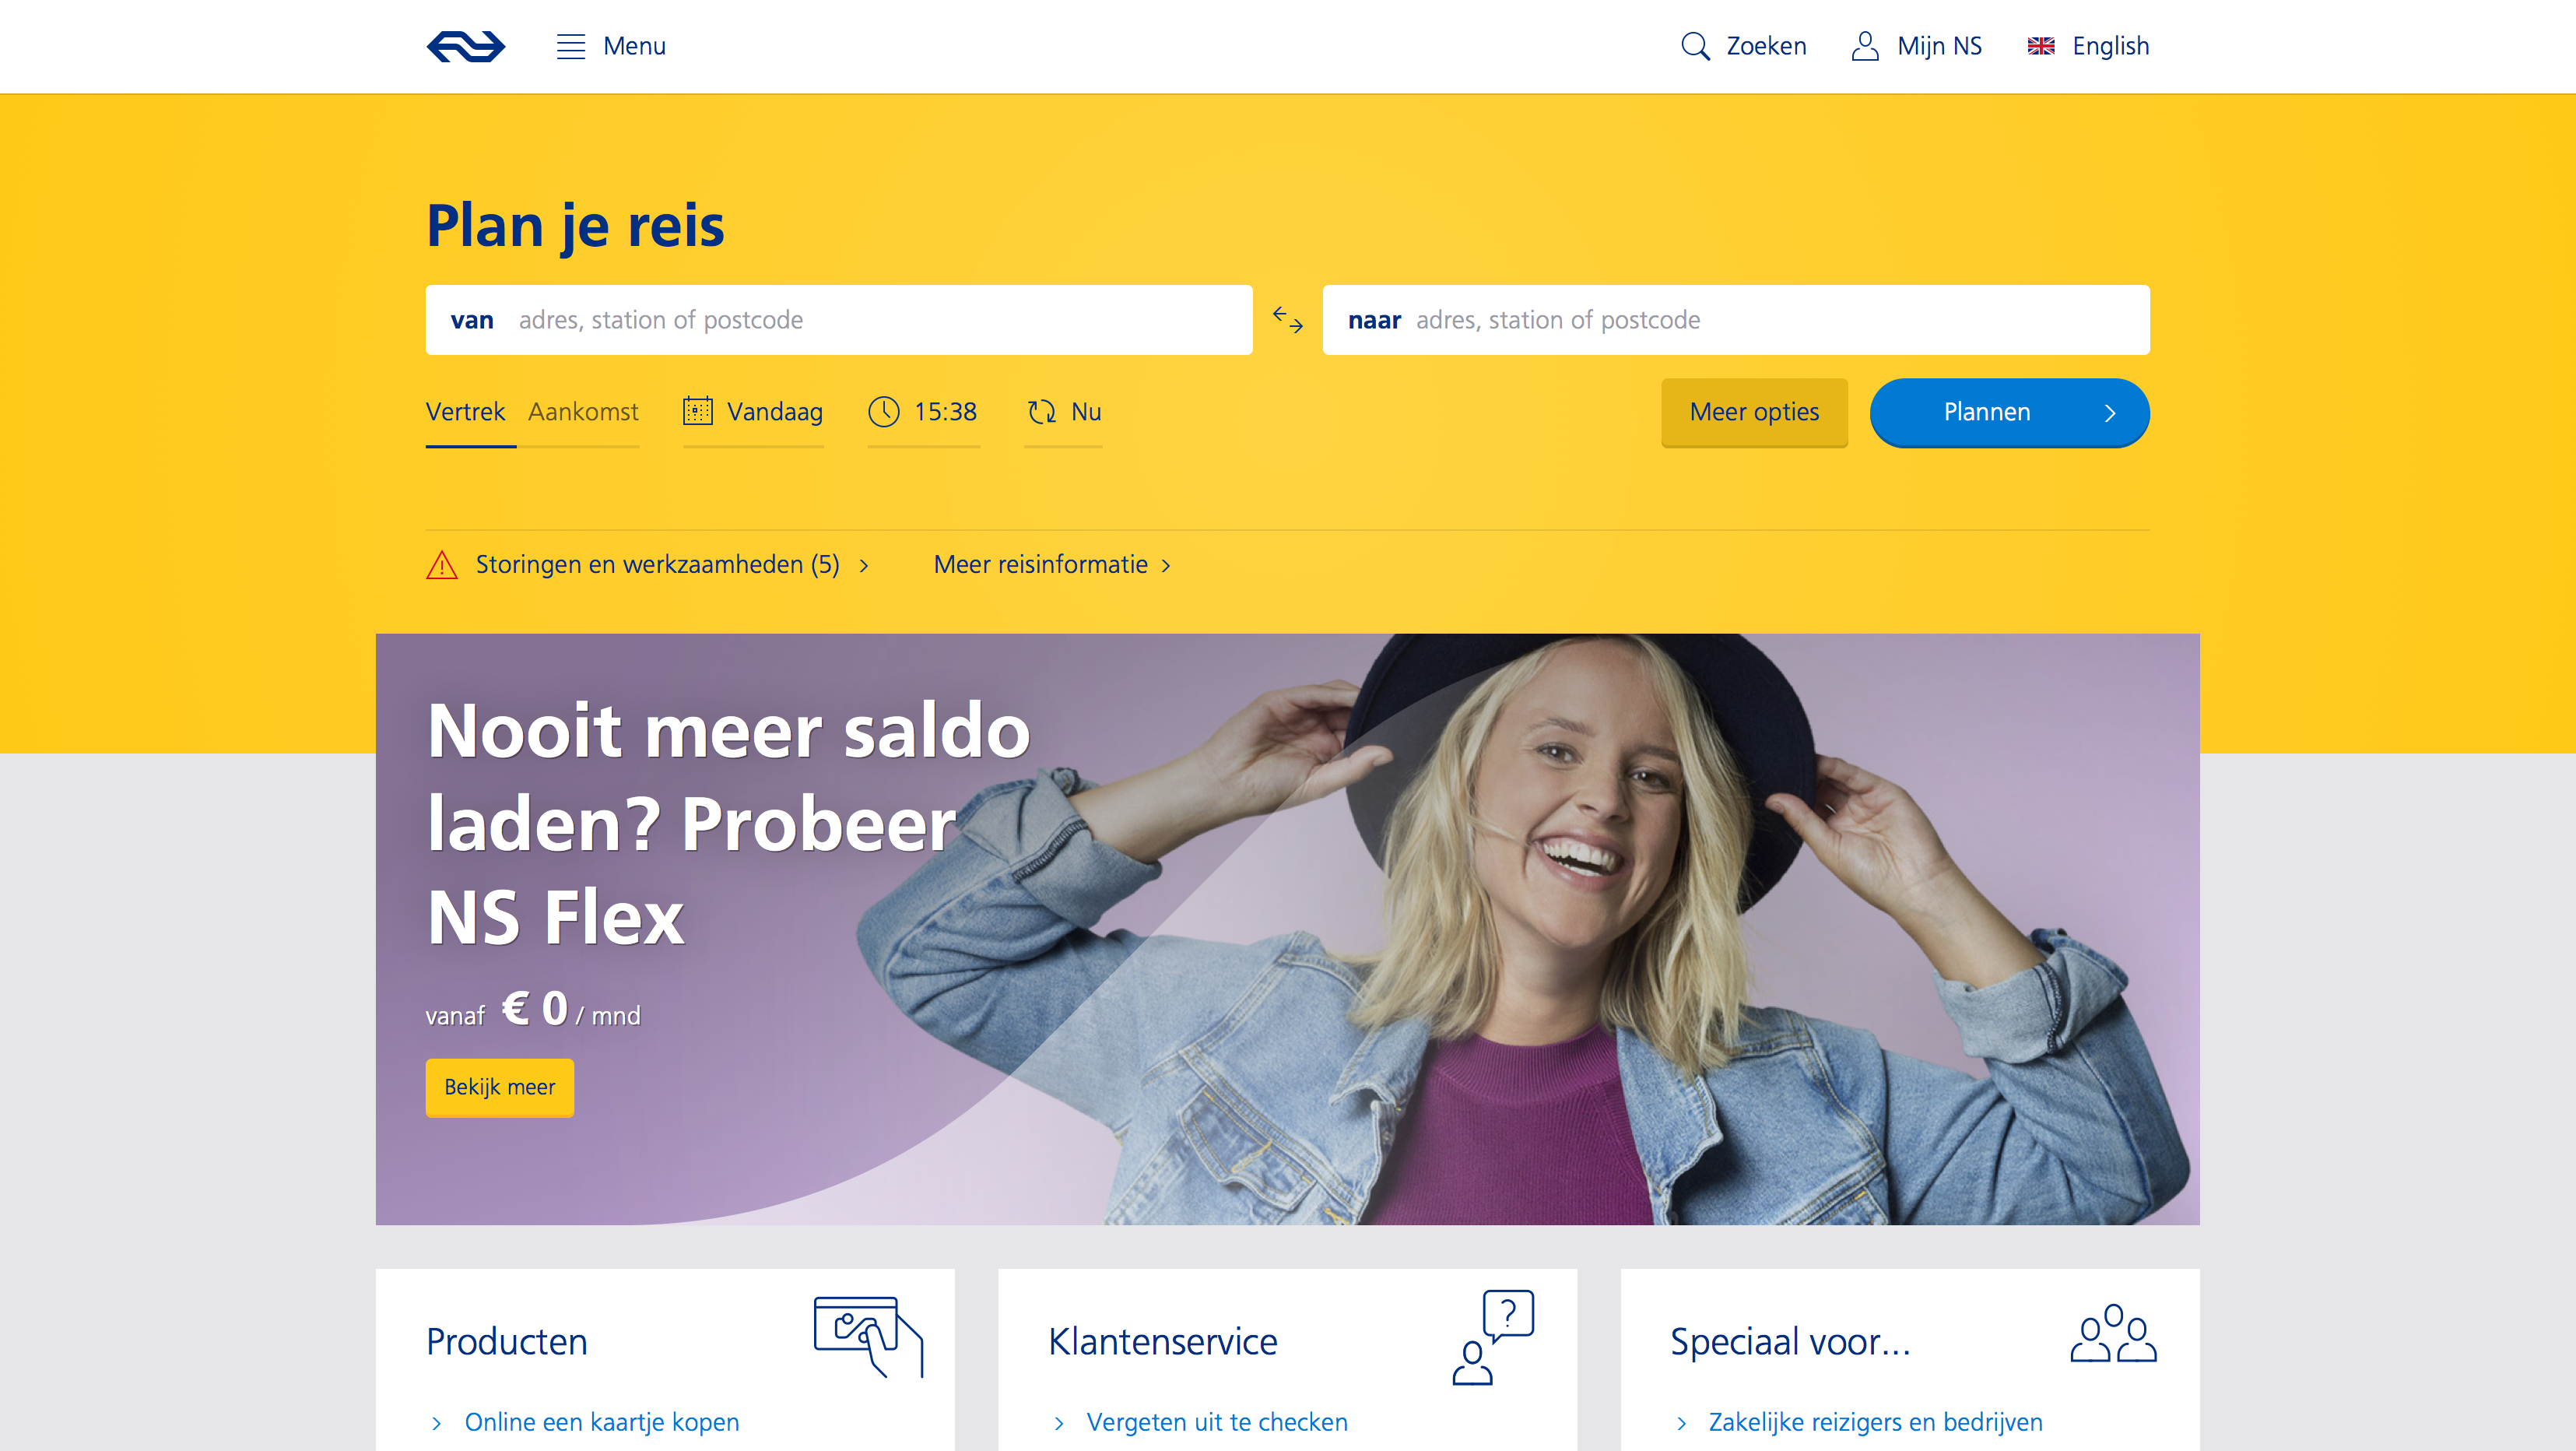 Menu
Zoeken
Mijn NS
English
Plan je reis
van adres, station of postcode
naar adres, station of postcode
Vertrek Aankomst Vandaag 15:38 Nu
Meer opties
Plannen
Storingen en werkzaamheden (5)
Meer reisinformatie
Nooit meer saldo
laden? Probeer
NS Flex
vanaf € 0 / mnd
Bekijk meer
Producten
Online een kaartje kopen
Klantenservice
Vergeten uit te checken
Speciaal voor...
Zakelijke reizigers en bedrijven